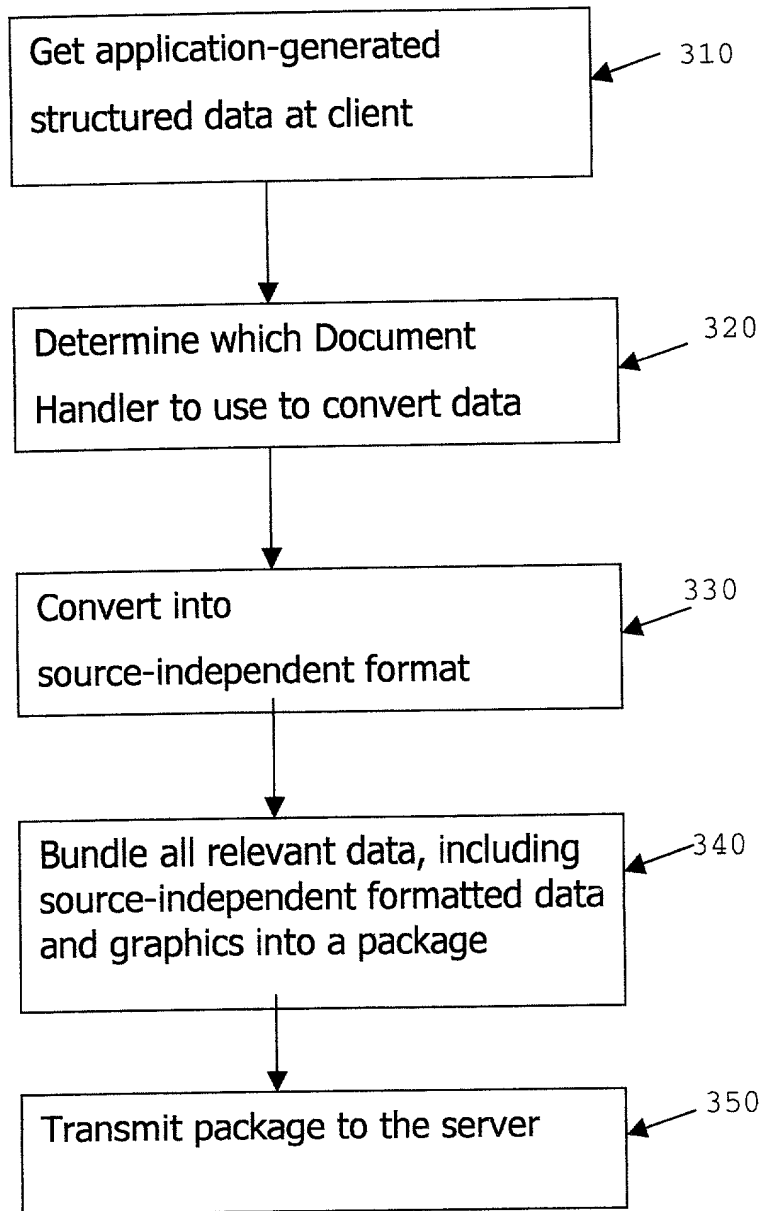 Get application-generated
310
structured data at client
Determine which Document
320
Handler to use to convert data
Convert into
330
source-independent format
Bundle all relevant data, including
340
source-independent formatted data
and graphics into a package
Transmit package to the server
350